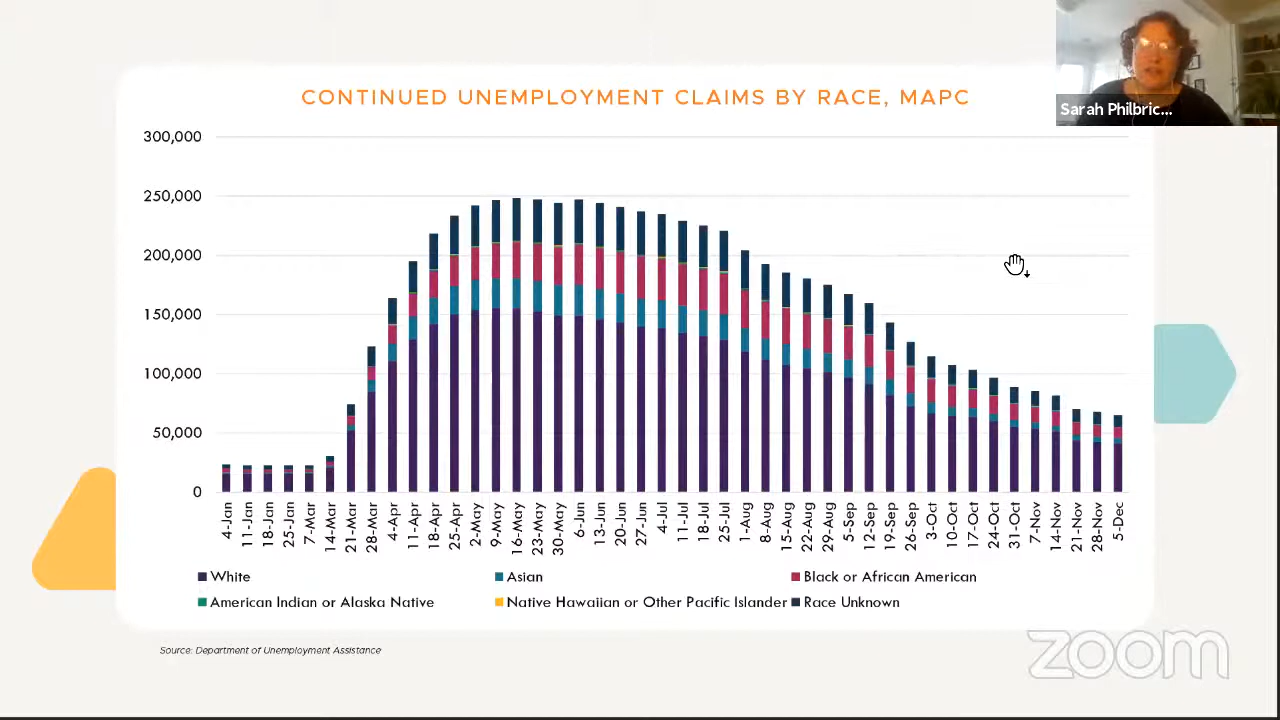 CONTINUED UNEMPLOYMENT CLAIMS BY RACE, MAPC
Sarah Philbric...
300,000
250,000
200,000
150,000
100,000
50,000
0
4-Jan
11-Jan
18-Jan
25-Jan
7-Mar
14-Mar
21-Mar
28-Mar
4-Apr
11-Apr
18-Apr
25-Apr
2-May
9-May
16-May
23-May
30-May
6-Jun
13-Jun
20-Jun
27-Jun
4-Jul
11-Jul
18-Jul
25-Jul
1-Aug
8-Aug
15-Aug
22-Aug
29-Aug
5-Sep
12-Sep
19-Sep
26-Sep
3-Oct
10-Oct
17-Oct
24-Oct
31-Oct
7-Nov
14-Nov
21-Nov
28-Nov
5-Dec
White
Asian
Black or African American
American Indian or Alaska Native
Native Hawaiian or Other Pacific Islander
Race Unknown
Source: Department of Unemployment Assistance
zoom